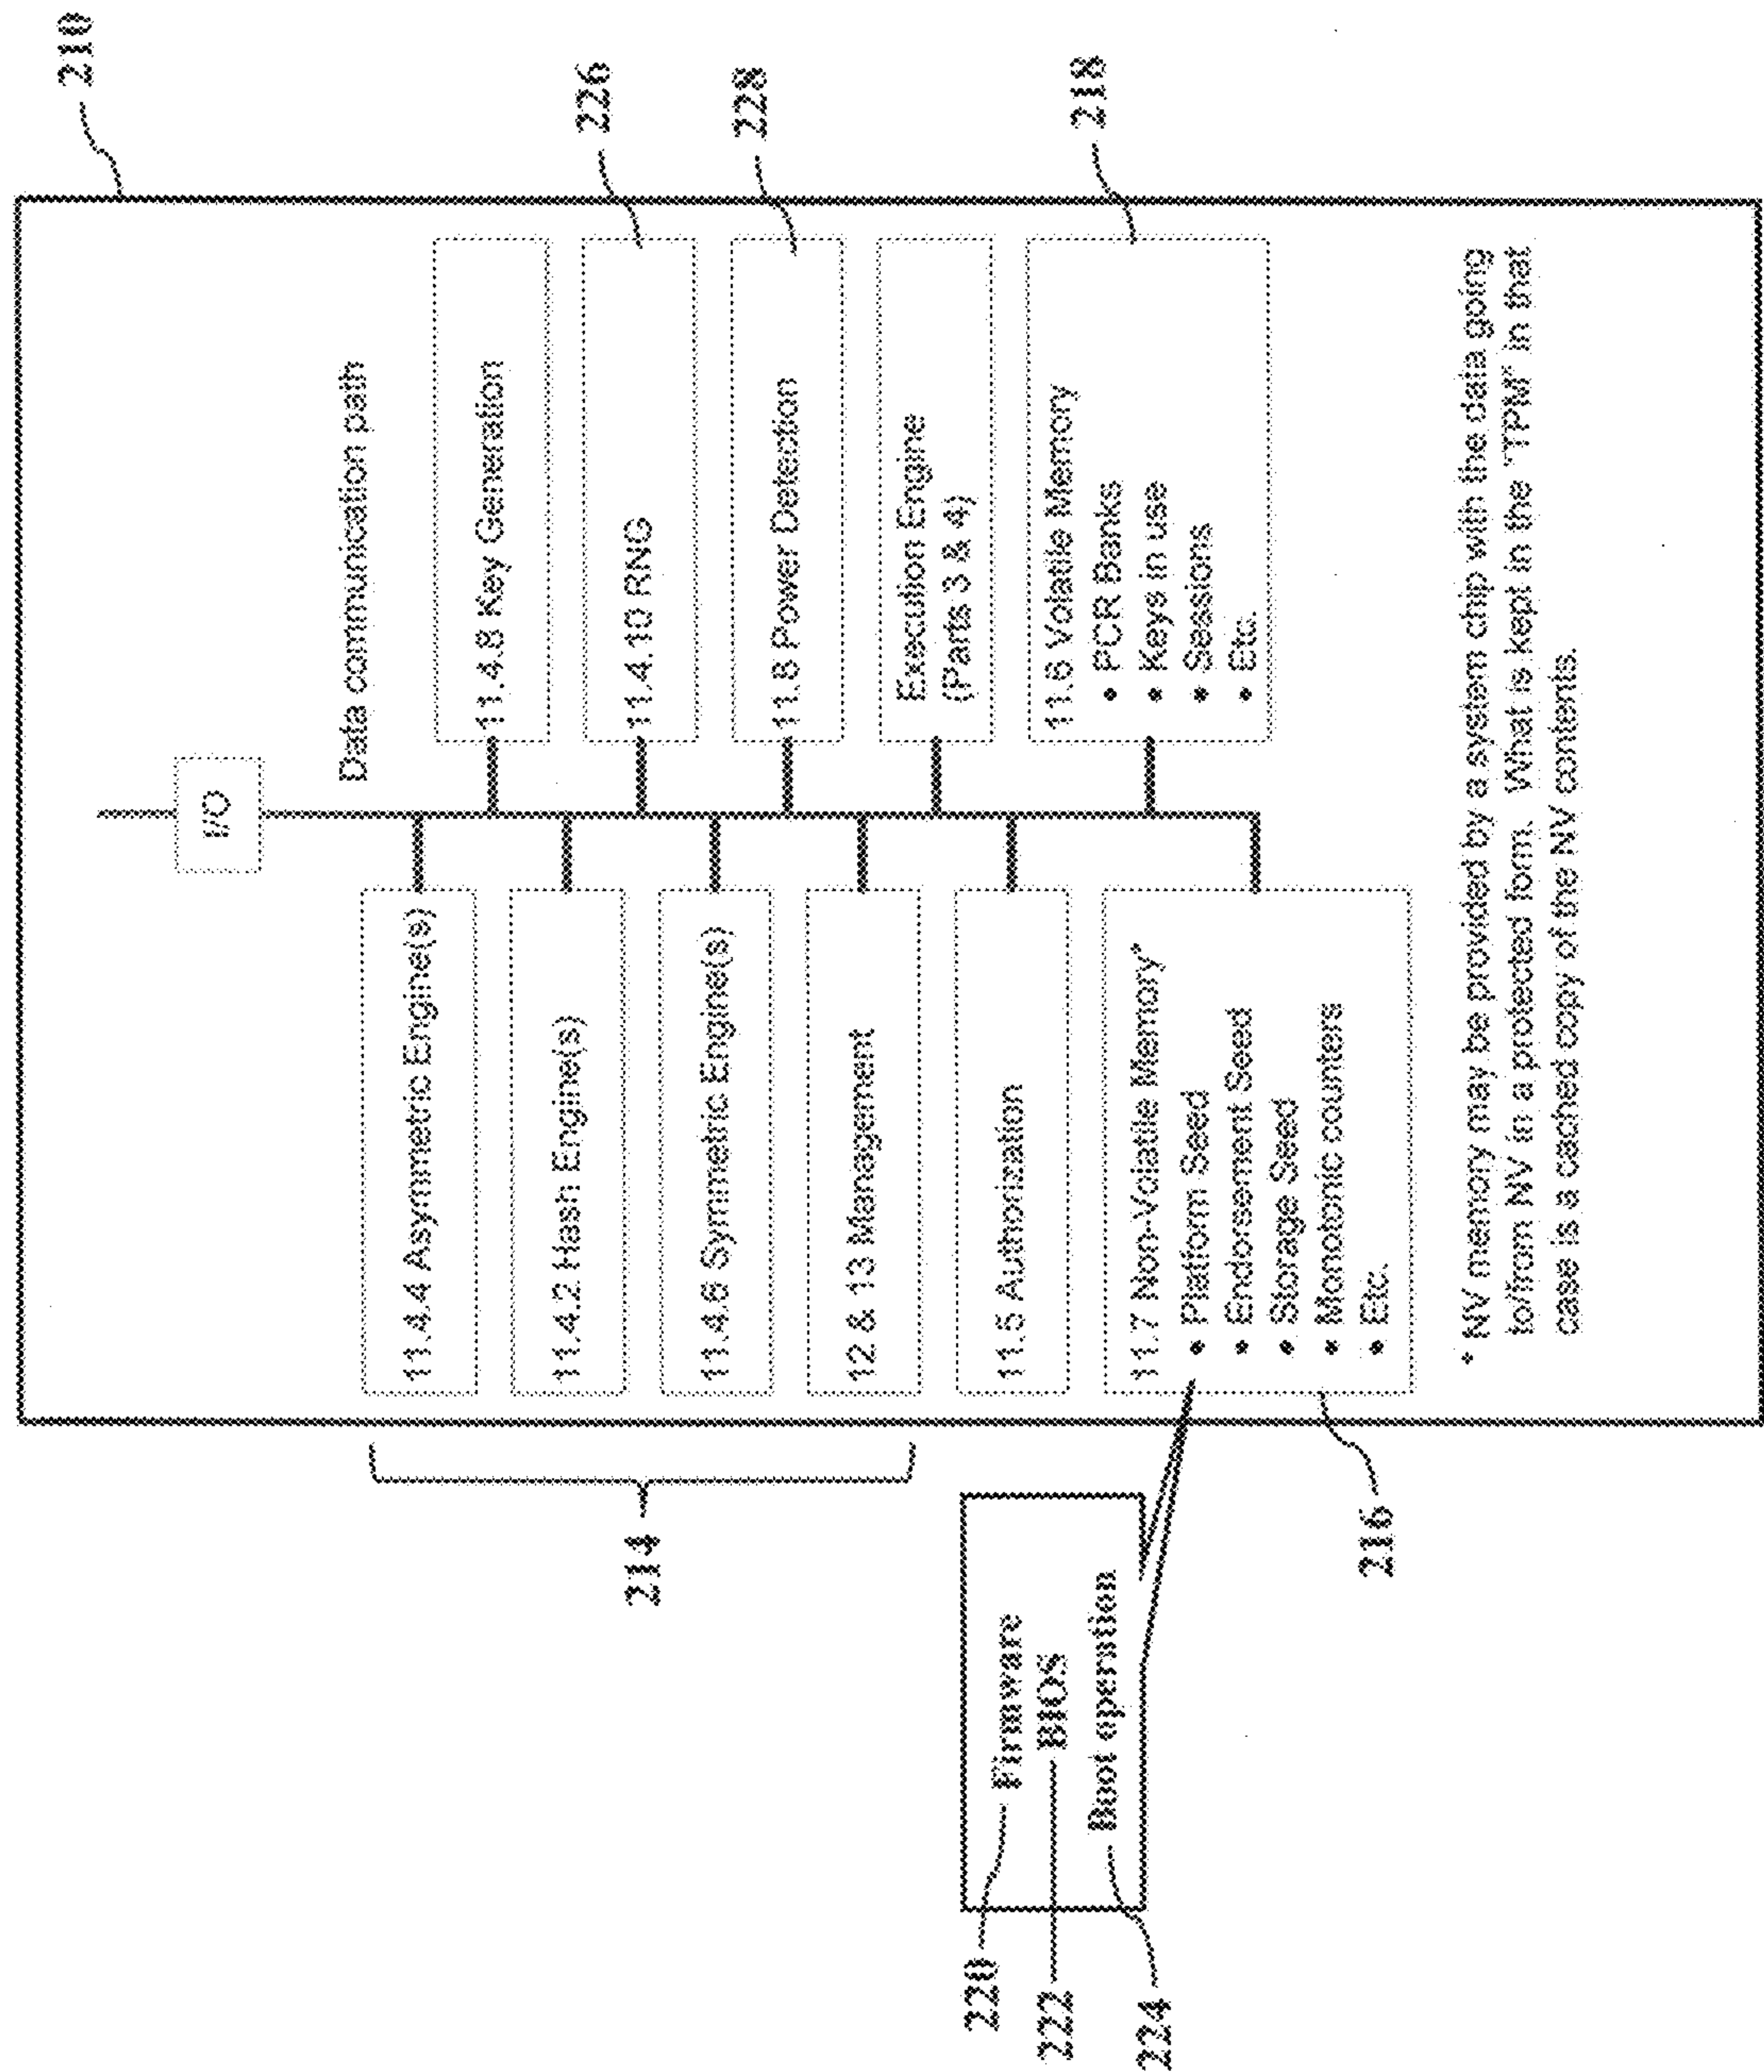 210
I/O
Data communication path
11.4.4 Asymmetric Engine(s)
11.4.2 Hash Engine(s)
11.4.6 Symmetric Engine(s)
12 & 13 Management
11.5 Authorization
11.7 Non-Volatile Memory*
• Platform Seed
• Endorsement Seed
• Storage Seed
• Monotonic counters
• Etc.
11.4.8 Key Generation
11.4.10 RNG
11.8 Power Detection
Execution Engine
(Parts 3 & 4)
11.6 Volatile Memory
• PCR Banks
• Keys in use
• Sessions
• Etc.
* NV memory may be provided by a system chip with the data going
to/from NV in a protected form. What is kept in the "TPM" in that
case is a cached copy of the NV contents.
226
228
218
214
216
Firmware
BIOS
Boot operation
220
222
224